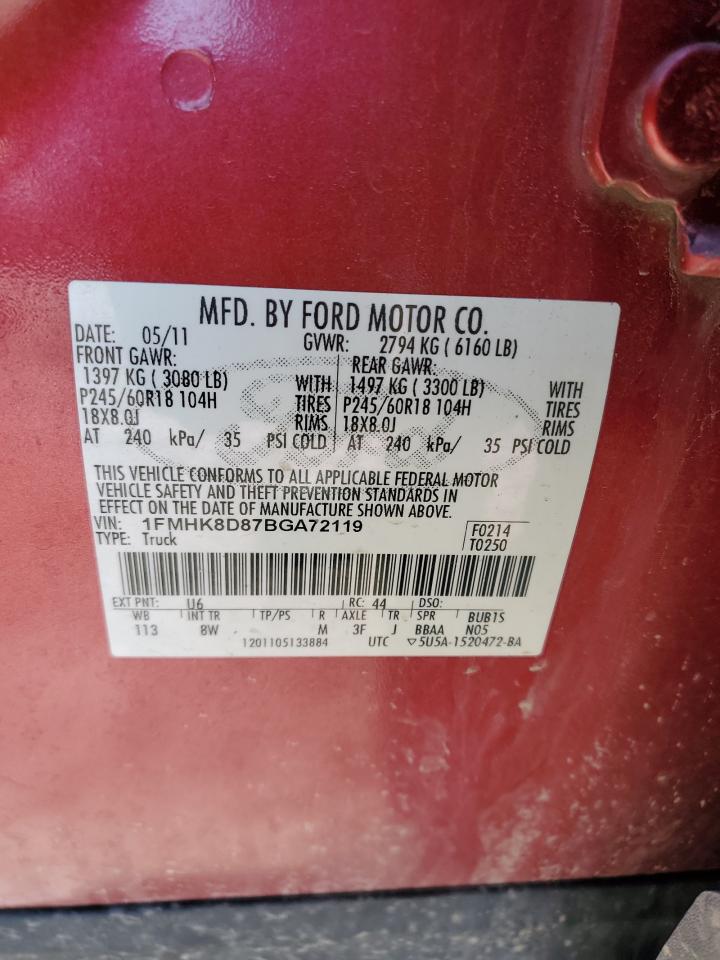 MFD. BY FORD MOTOR CO.
DATE: 05/11 GVWR: 2794 KG ( 6160 LB)
FRONT GAWR: REAR GAWR:
1397 KG ( 3080 LB) WITH 1497 KG ( 3300 LB) WITH
P245/60R18 104H TIRES P245/60R18 104H TIRES
18X8.0J RIMS 18X8.0J RIMS
AT 240 kPa/ 35 PSI COLD AT 240 kPa/ 35 PSI COLD
THIS VEHICLE CONFORMS TO ALL APPLICABLE FEDERAL MOTOR
VEHICLE SAFETY AND THEFT PREVENTION STANDARDS IN
EFFECT ON THE DATE OF MANUFACTURE SHOWN ABOVE.
VIN: 1FMHK8D87BGA72119 F0214
TYPE: Truck T0250
EXT PNT: U6 RC: 44 DSO:
WB INT TR TP/PS R AXLE TR SPR BUB1S
113 8W M 3F J BBAA N05
1201105133884 UTC ▽5U5A-1520472-BA